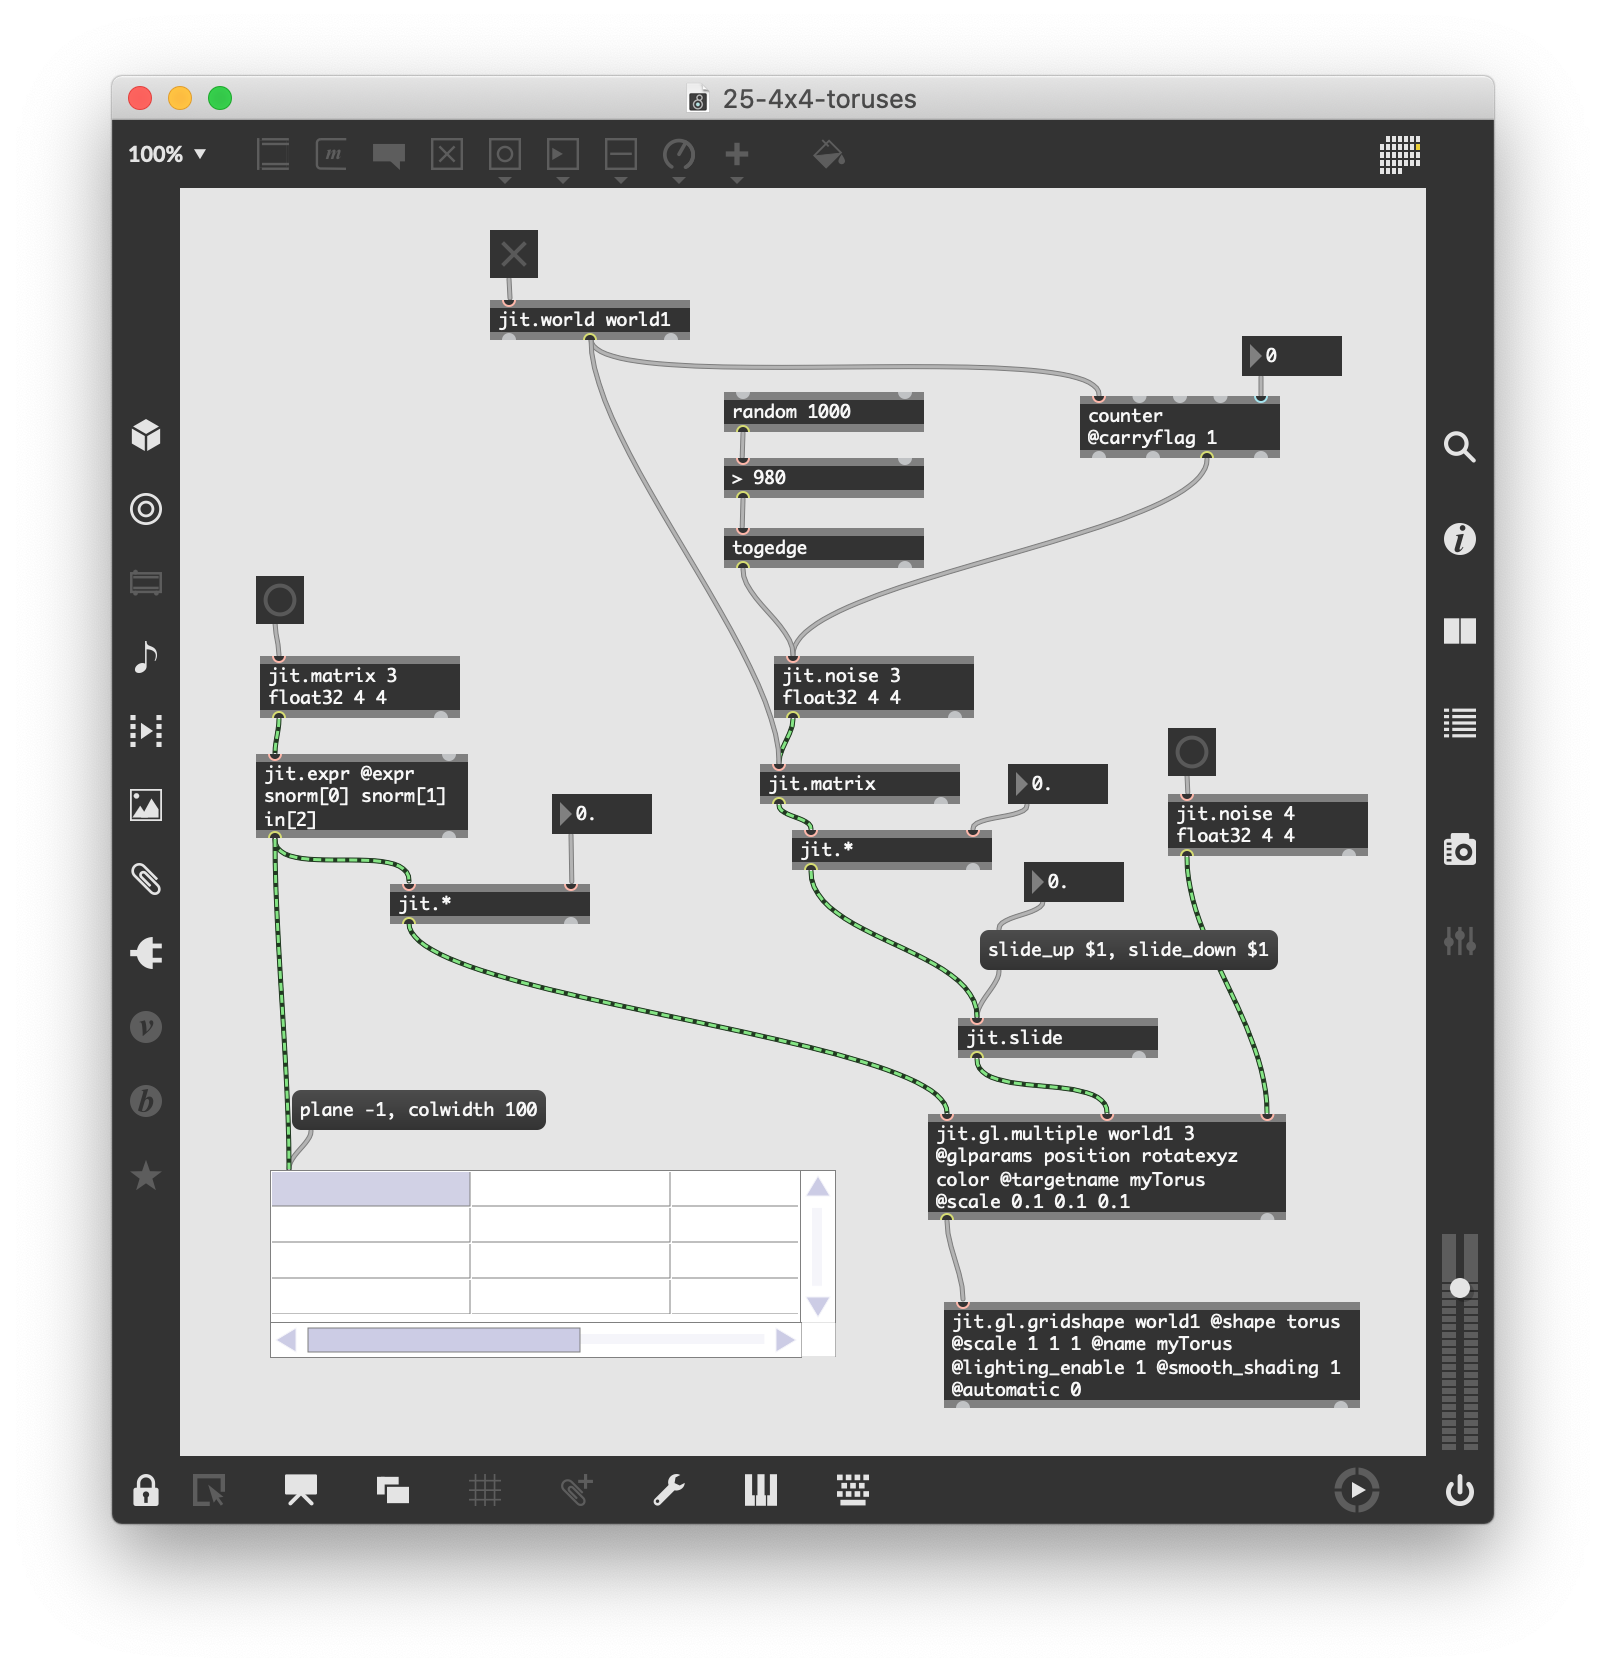 25-4x4-toruses
100%
m
jit.world world1
0
random 1000
counter
@carryflag 1
> 980
togedge
jit.matrix 3
float32 4 4
jit.noise 3
float32 4 4
jit.expr @expr
snorm[0] snorm[1]
in[2]
jit.matrix
0.
0.
jit.noise 4
float32 4 4
jit.*
0.
jit.*
slide_up $1, slide_down $1
jit.slide
plane -1, colwidth 100
jit.gl.multiple world1 3
@glparams position rotatexyz
color @targetname myTorus
@scale 0.1 0.1 0.1
jit.gl.gridshape world1 @shape torus
@scale 1 1 1 @name myTorus
@lighting_enable 1 @smooth_shading 1
@automatic 0
i
v
b